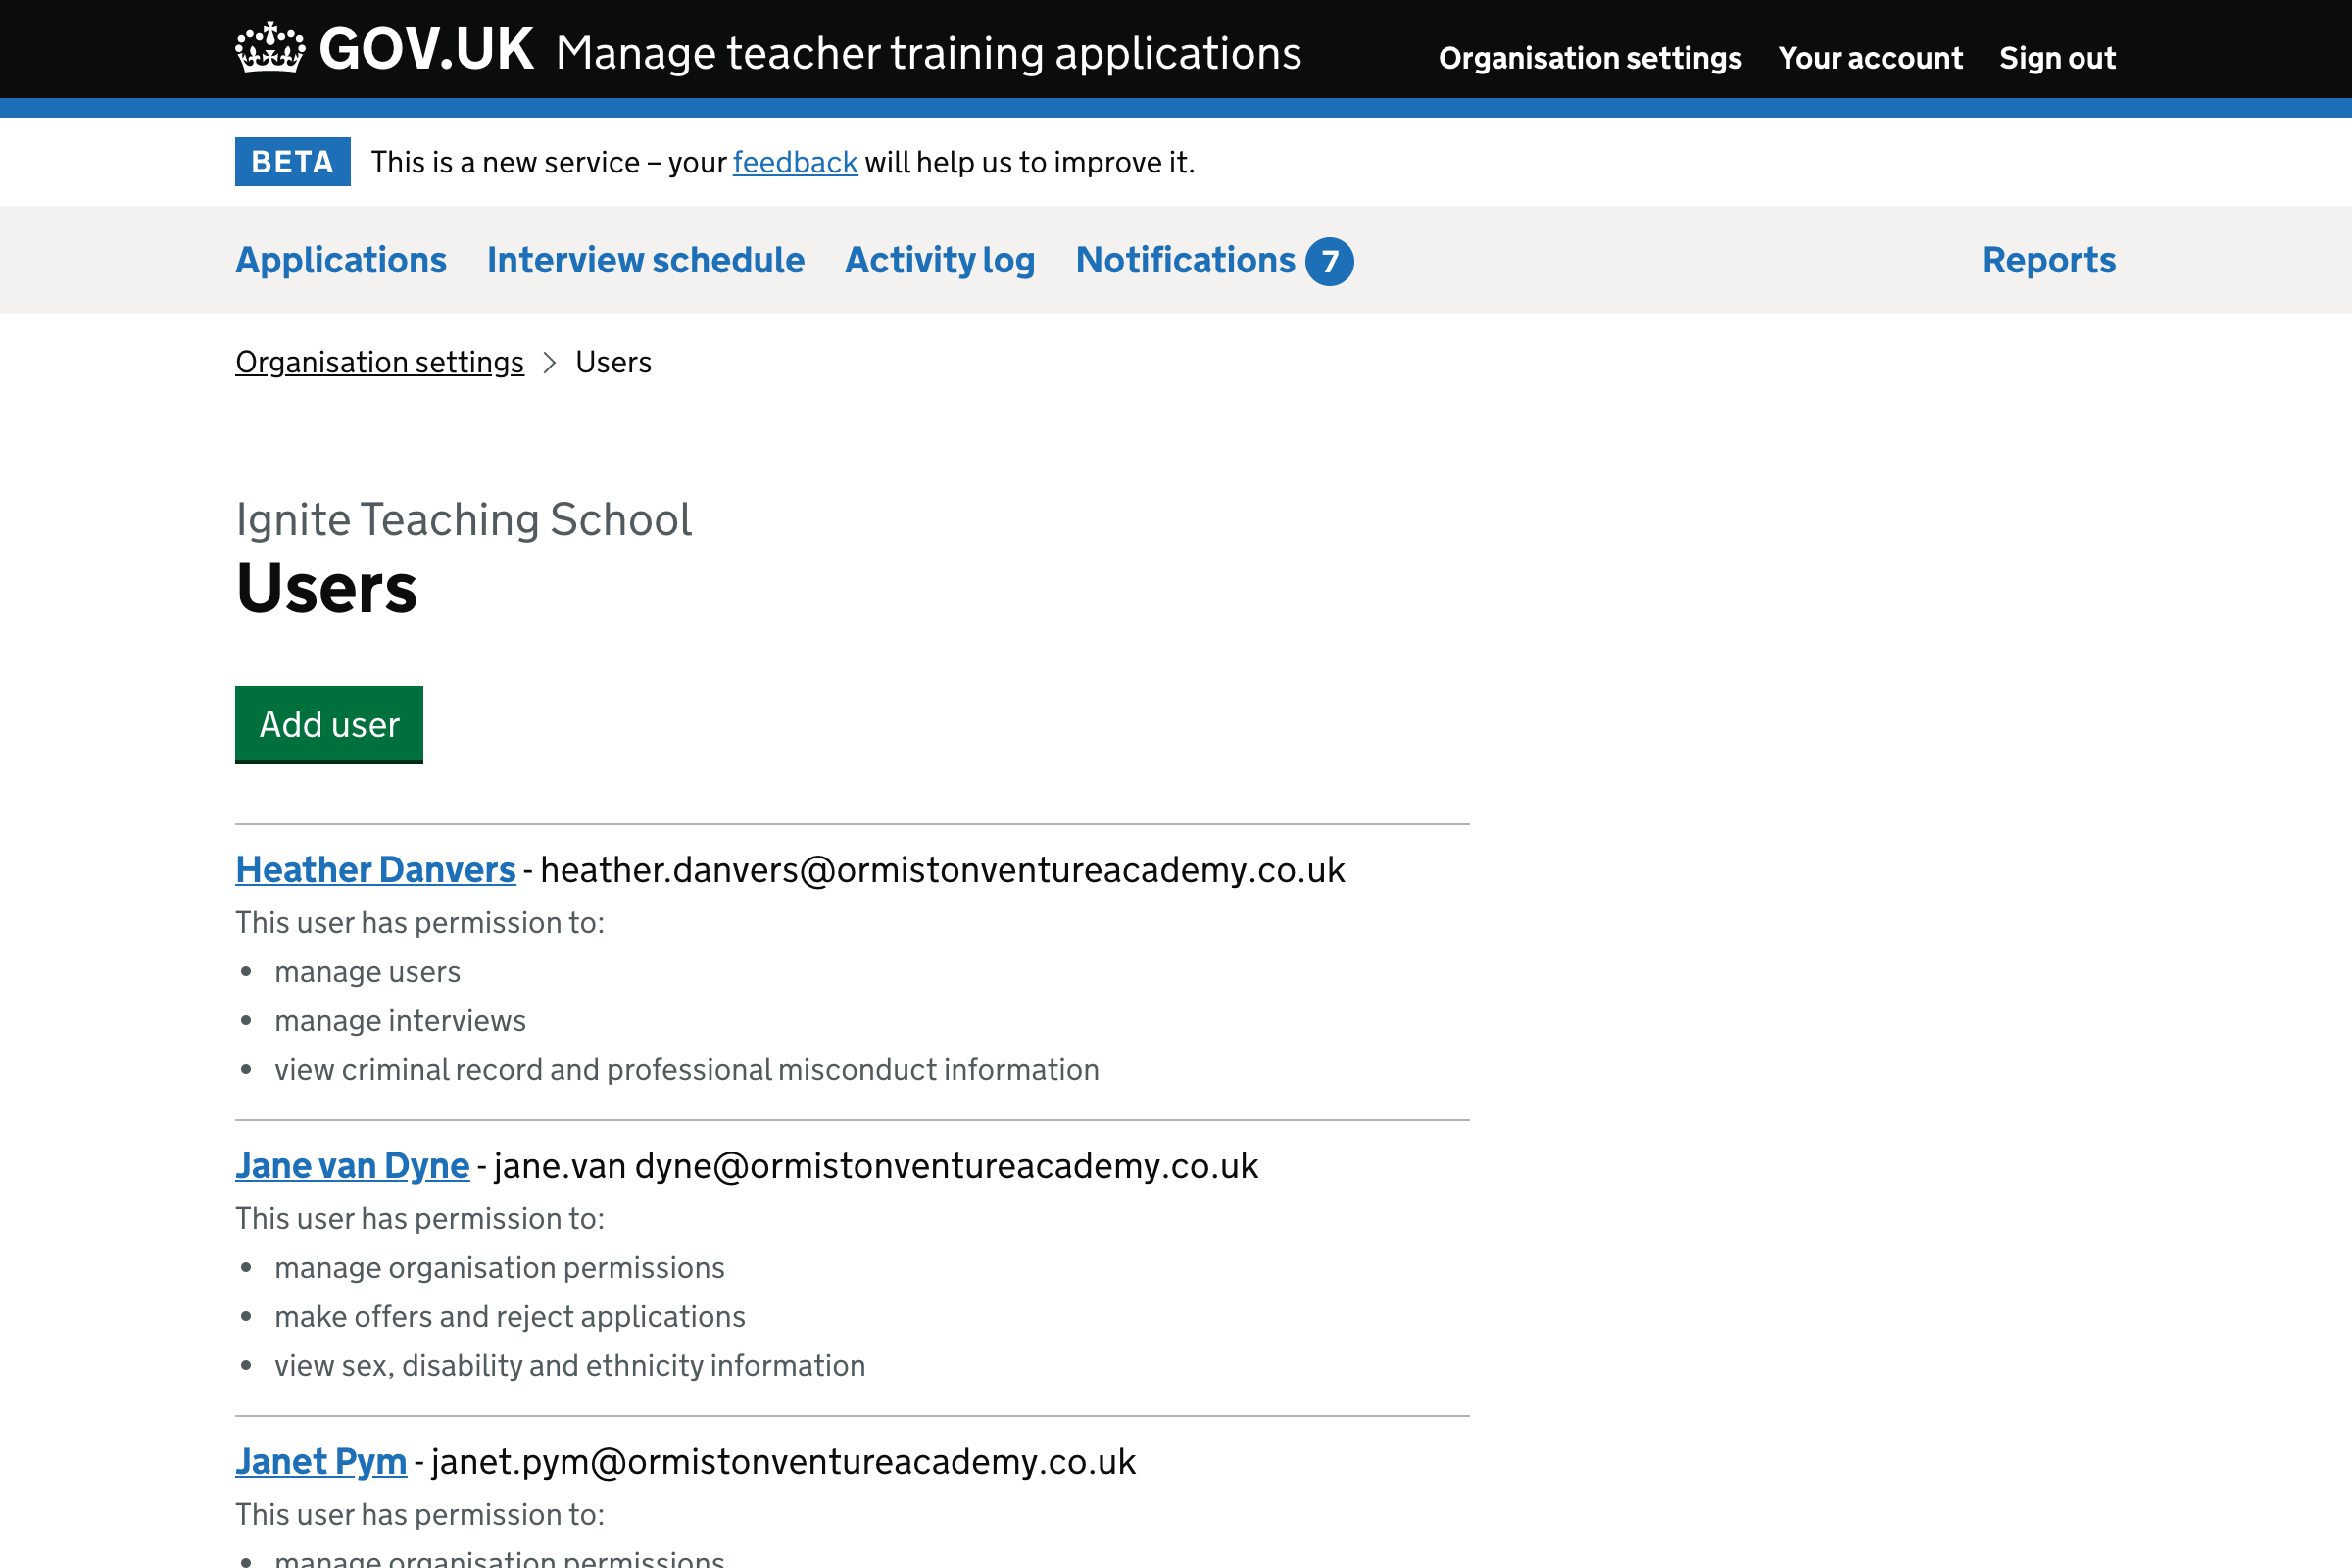 GOV.UK Manage teacher training applications Organisation settings Your account Sign out
BETA This is a new service – your feedback will help us to improve it.
Applications Interview schedule Activity log Notifications 7 Reports
Organisation settings Users
Ignite Teaching School
Users
Add user
Heather Danvers - heather.danvers@ormistonventureacademy.co.uk
This user has permission to:
• manage users
• manage interviews
• view criminal record and professional misconduct information
Jane van Dyne - jane.van dyne@ormistonventureacademy.co.uk
This user has permission to:
• manage organisation permissions
• make offers and reject applications
• view sex, disability and ethnicity information
Janet Pym - janet.pym@ormistonventureacademy.co.uk
This user has permission to:
• manage organisation permissions